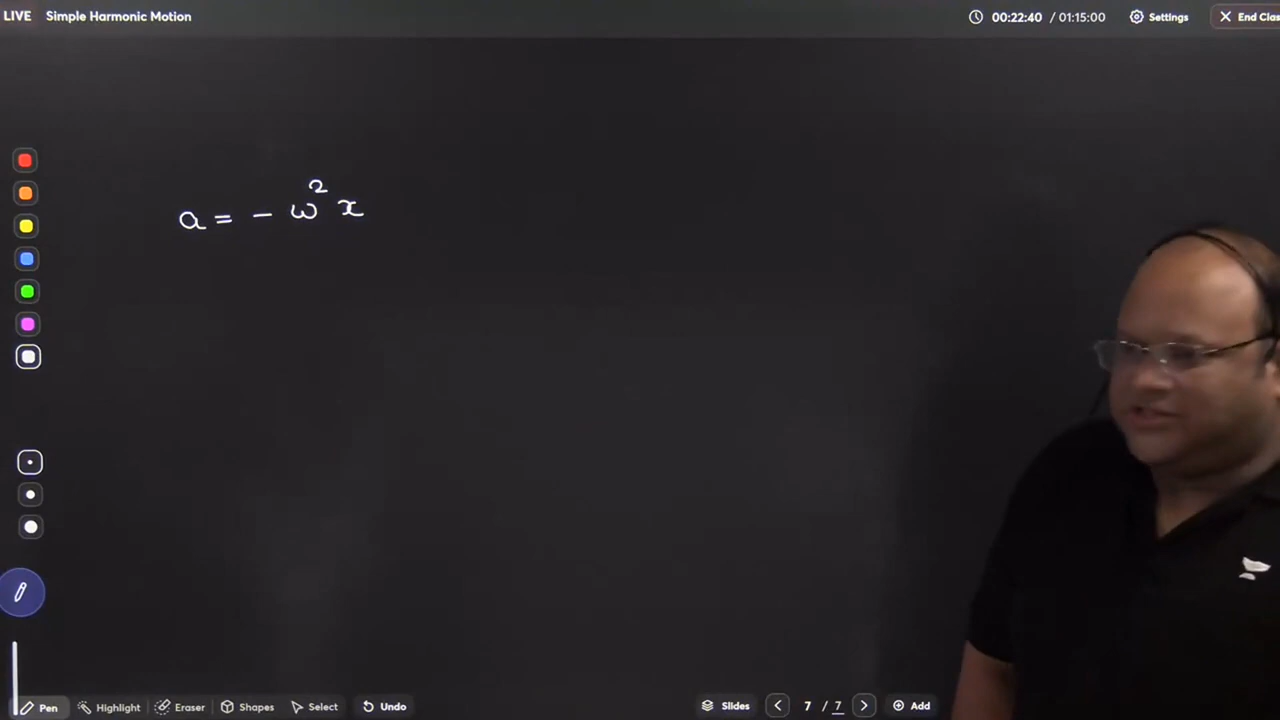 LIVE Simple Harmonic Motion 00:22:40 / 01:15:00 Settings End Clas
a = - ω² x
Pen Highlight Eraser Shapes Select Undo Slides 7 / 7 Add